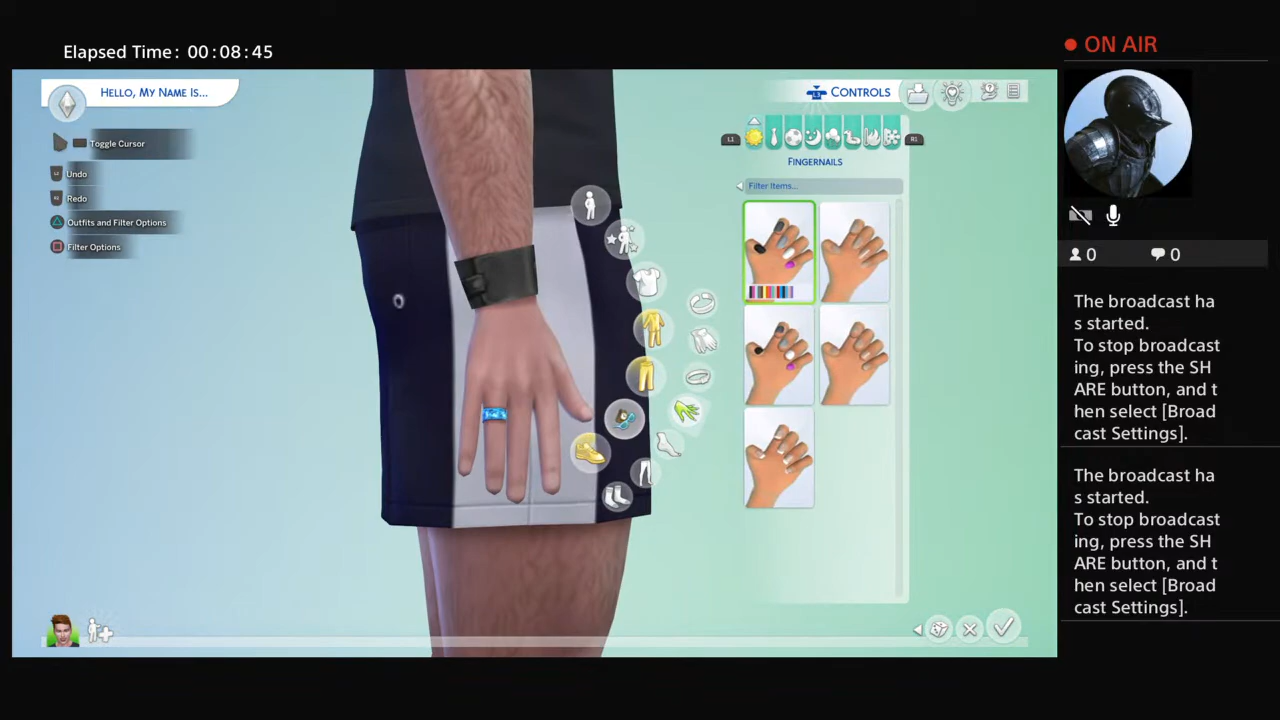 Elapsed Time: 00:08:45
ON AIR
HELLO, MY NAME IS...
CONTROLS
Toggle Cursor
L1
R1
FINGERNAILS
Undo
Filter Items...
Redo
Outfits and Filter Options
Filter Options
0
0
The broadcast ha
s started.
To stop broadcast
ing, press the SH
ARE button, and t
hen select [Broad
cast Settings].
The broadcast ha
s started.
To stop broadcast
ing, press the SH
ARE button, and t
hen select [Broad
cast Settings].